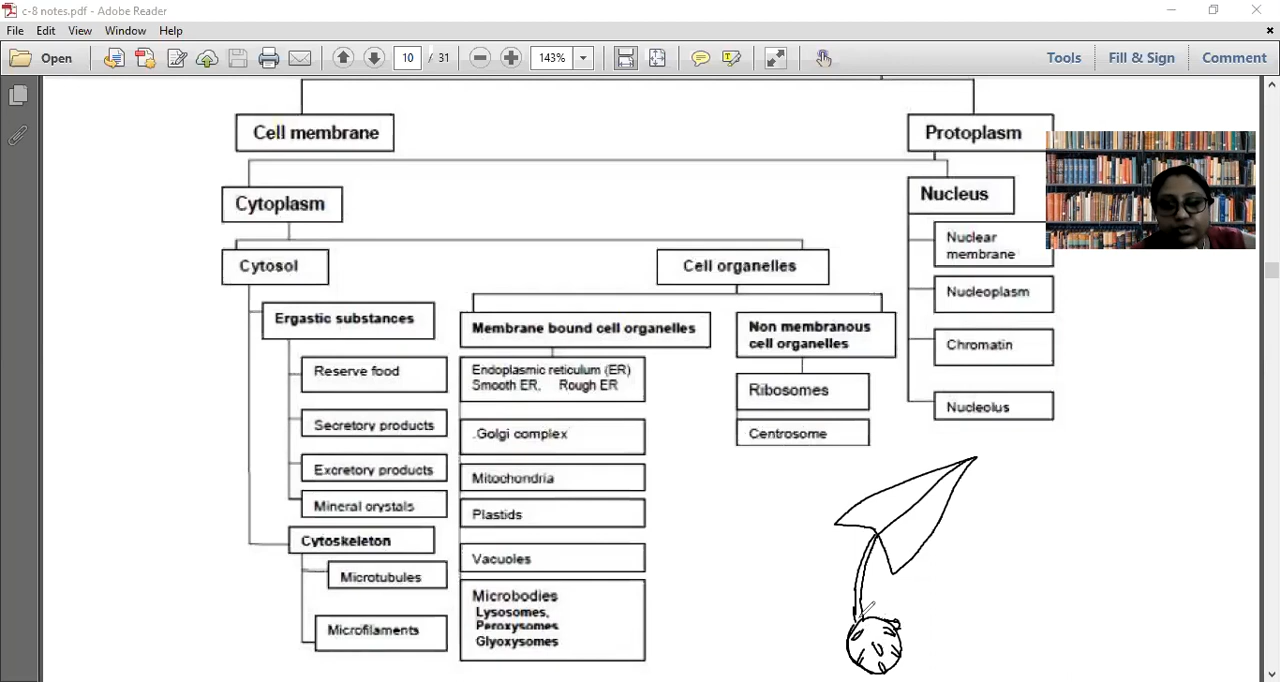 c-8 notes.pdf - Adobe Reader
File Edit View Window Help
Open 10 / 31 143% Tools Fill & Sign Comment
Cell membrane
Protoplasm
Cytoplasm
Nucleus
Nuclear
membrane
Nucleoplasm
Chromatin
Nucleolus
Cytosol
Cell organelles
Ergastic substances
Reserve food
Secretory products
Excretory products
Mineral orystals
Cytoskeleton
Microtubules
Microfilaments
Membrane bound cell organelles
Endoplasmic reticulum (ER)
Smooth ER, Rough ER
.Golgi complex
Mitochondria
Plastids
Vacuoles
Microbodies
Lysosomes,
Peroxysomes
Glyoxysomes
Non membranous
cell organelles
Ribosomes
Centrosome